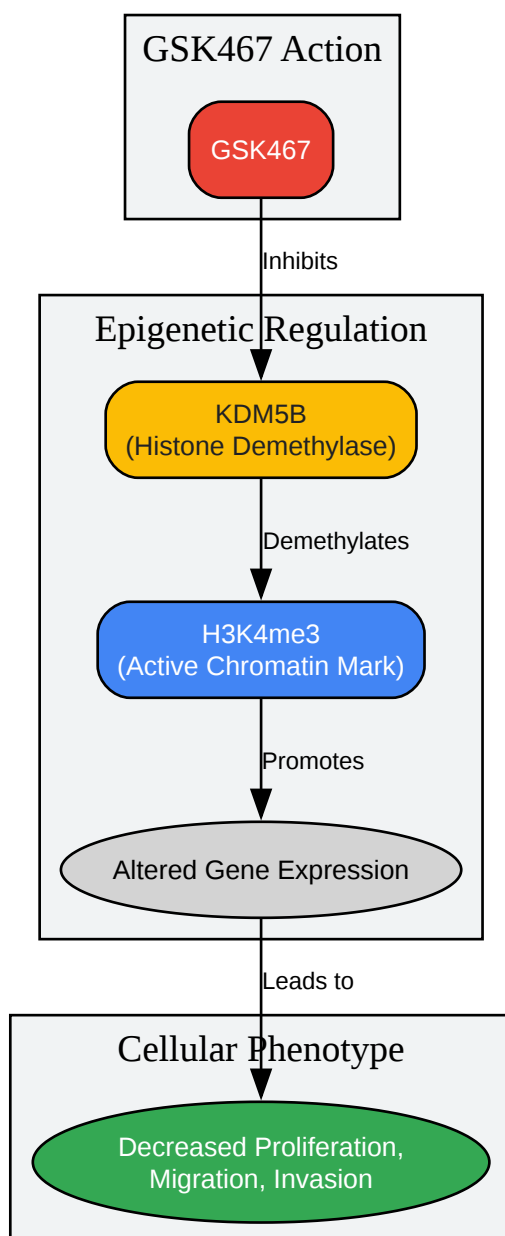 GSK467 Action
GSK467
Inhibits
Epigenetic Regulation
KDM5B
(Histone Demethylase)
Demethylates
H3K4me3
(Active Chromatin Mark)
Promotes
Altered Gene Expression
Leads to
Cellular Phenotype
Decreased Proliferation,
Migration, Invasion